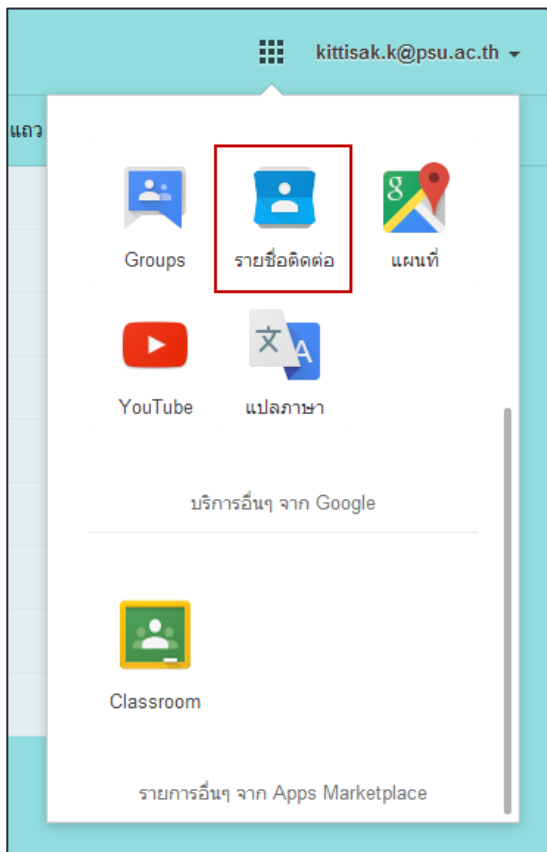 kittisak.k@psu.ac.th
แถว
Groups รายชื่อติดต่อ แผนที่
YouTube แปลภาษา
บริการอื่นๆ จาก Google
Classroom
รายการอื่นๆ จาก Apps Marketplace